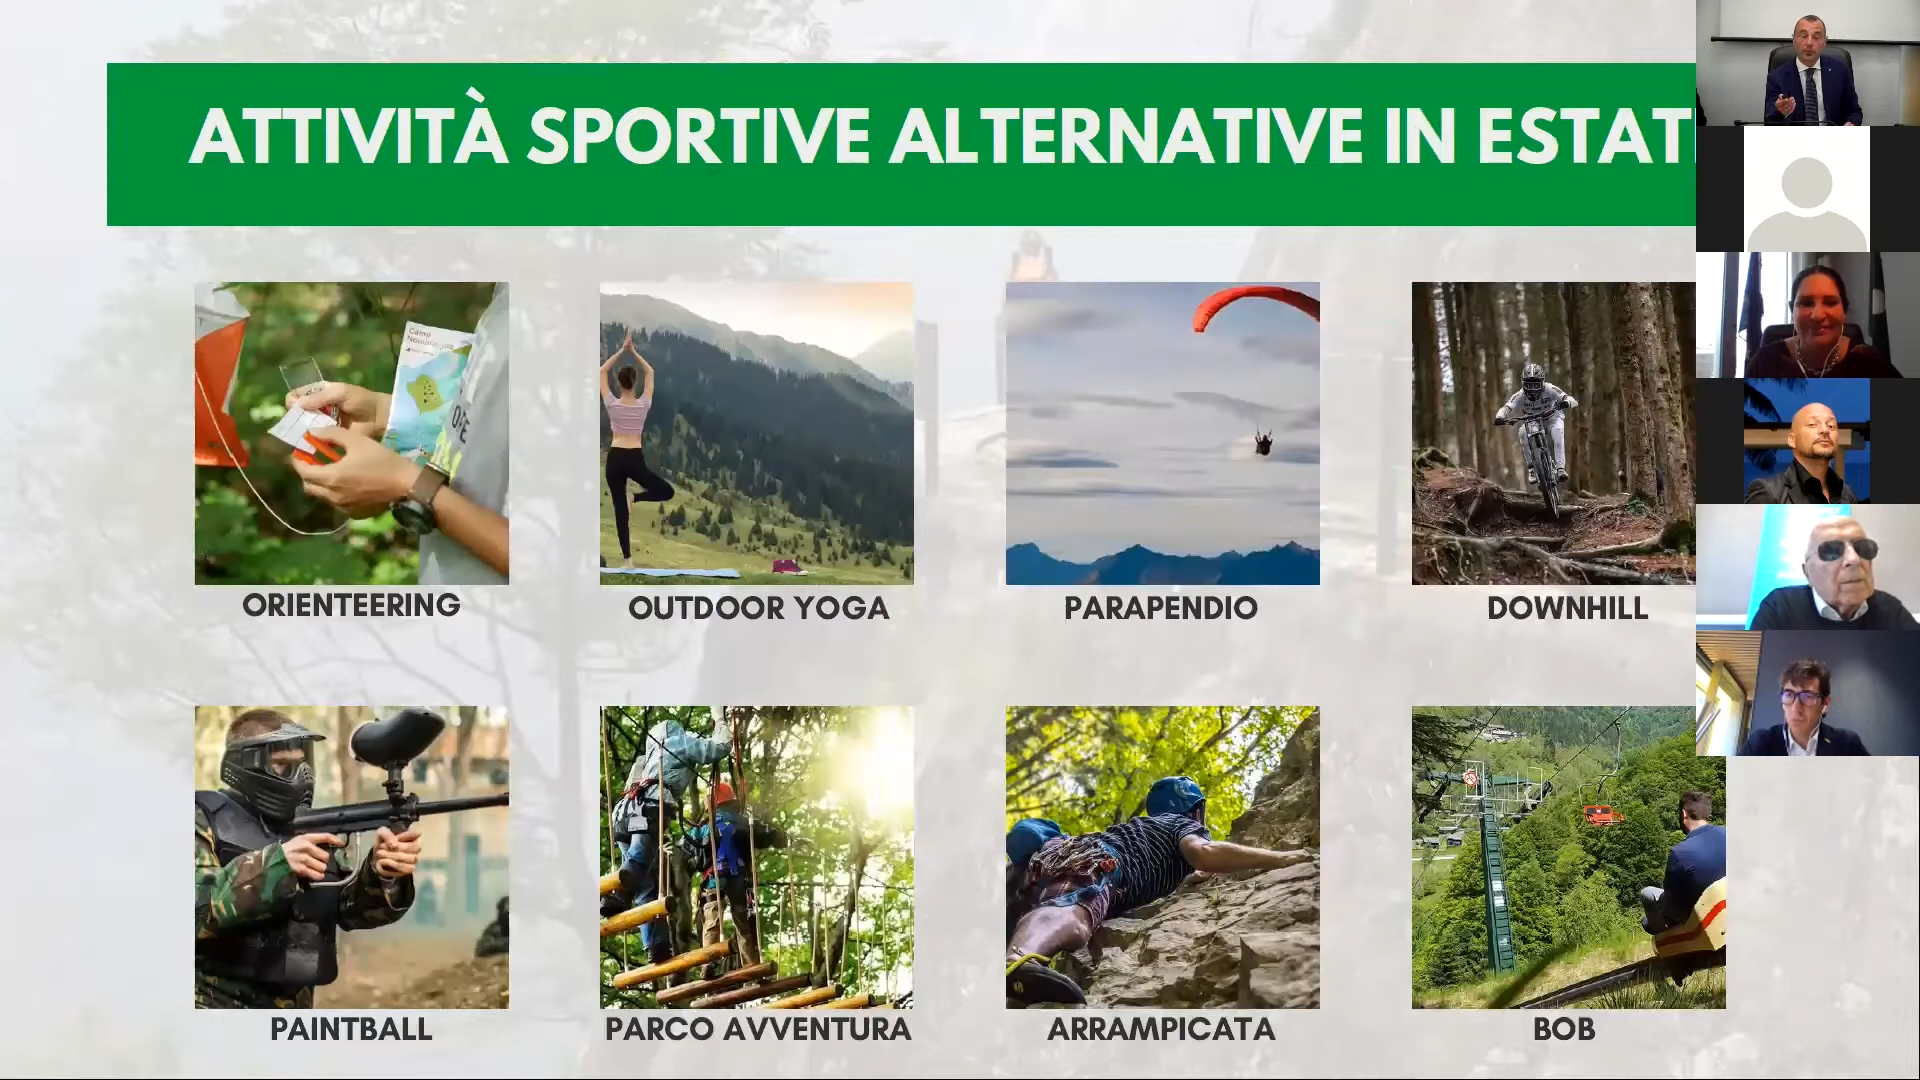 ATTIVITÀ SPORTIVE ALTERNATIVE IN ESTAT
ORIENTEERING
OUTDOOR YOGA
PARAPENDIO
DOWNHILL
PAINTBALL
PARCO AVVENTURA
ARRAMPICATA
BOB